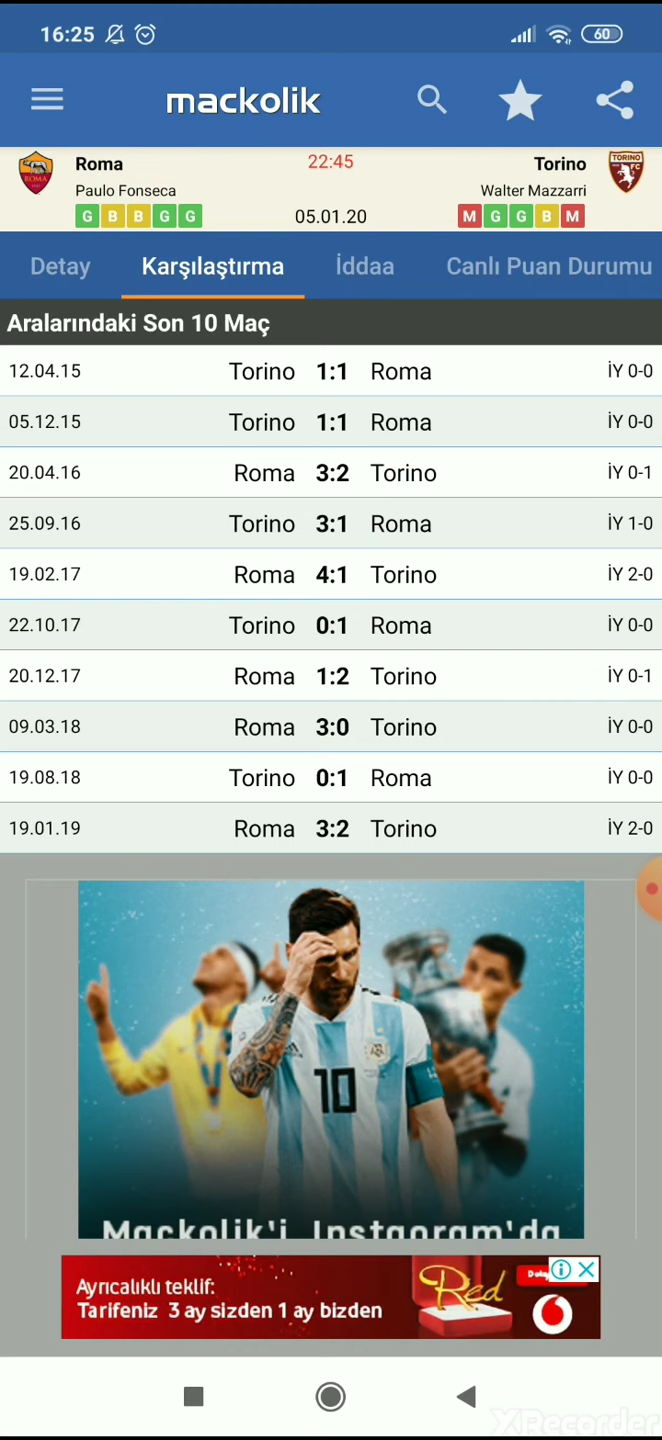 16:25 60
mackolik
Roma 22:45 Torino
Paulo Fonseca Walter Mazzarri
G B B G G 05.01.20 M G G B M
Detay Karşılaştırma İddaa Canlı Puan Durumu
Aralarındaki Son 10 Maç
12.04.15 Torino 1:1 Roma İY 0-0
05.12.15 Torino 1:1 Roma İY 0-0
20.04.16 Roma 3:2 Torino İY 0-1
25.09.16 Torino 3:1 Roma İY 1-0
19.02.17 Roma 4:1 Torino İY 2-0
22.10.17 Torino 0:1 Roma İY 0-0
20.12.17 Roma 1:2 Torino İY 0-1
09.03.18 Roma 3:0 Torino İY 0-0
19.08.18 Torino 0:1 Roma İY 0-0
19.01.19 Roma 3:2 Torino İY 2-0
10
Mackolik'i Instagram'da
Ayrıcalıklı teklif:
Tarifeniz 3 ay sizden 1 ay bizden
Red
XRecorder